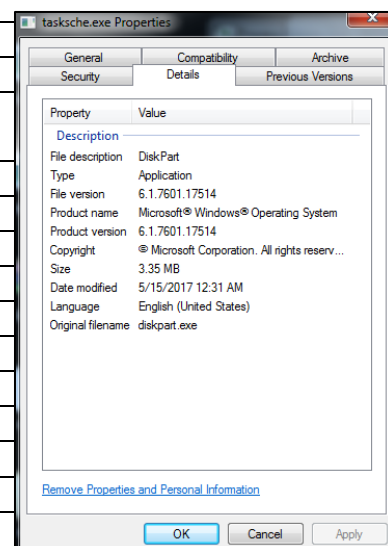 tasksche.exe Properties
General Compatibility Archive
Security Details Previous Versions
Property Value
Description
File description DiskPart
Type Application
File version 6.1.7601.17514
Product name Microsoft® Windows® Operating System
Product version 6.1.7601.17514
Copyright © Microsoft Corporation. All rights reserv...
Size 3.35 MB
Date modified 5/15/2017 12:31 AM
Language English (United States)
Original filename diskpart.exe
Remove Properties and Personal Information
OK Cancel Apply